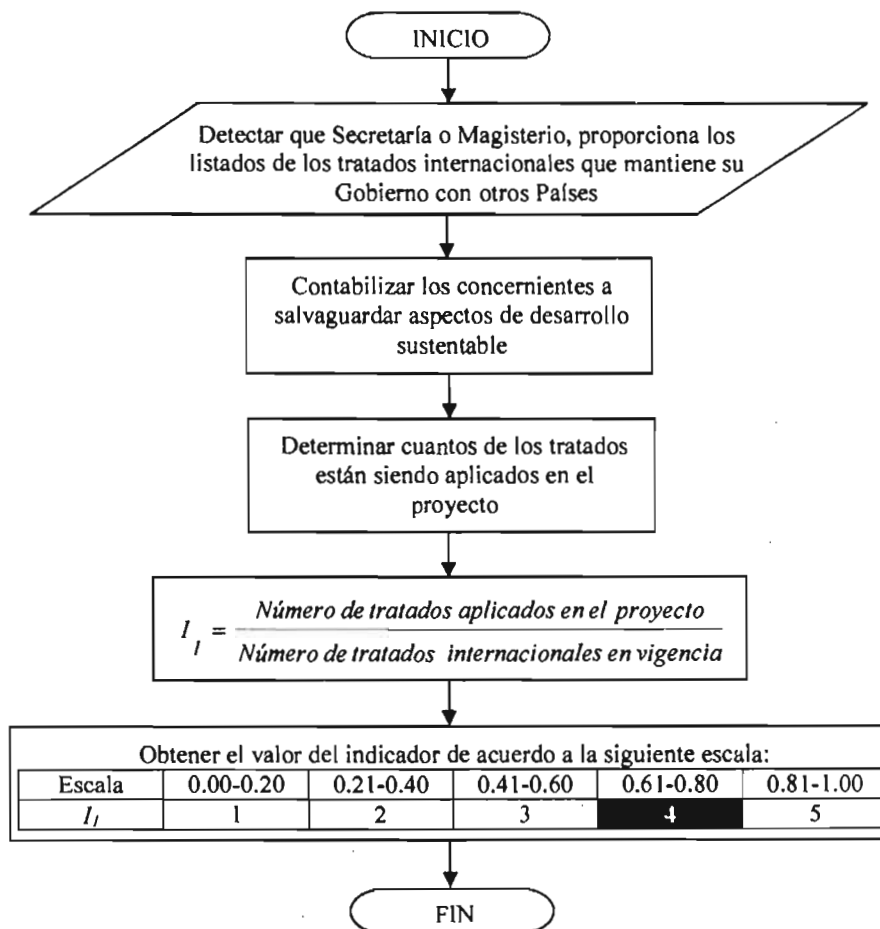 INICIO
Detectar que Secretaría o Magisterio, proporciona los
listados de los tratados internacionales que mantiene su
Gobierno con otros Países
Contabilizar los concernientes a
salvaguardar aspectos de desarrollo
sustentable
Determinar cuantos de los tratados
están siendo aplicados en el
proyecto
I_I = Número de tratados aplicados en el proyecto / Número de tratados internacionales en vigencia
Obtener el valor del indicador de acuerdo a la siguiente escala:
Escala 0.00-0.20 0.21-0.40 0.41-0.60 0.61-0.80 0.81-1.00
I_I 1 2 3 4 5
FIN